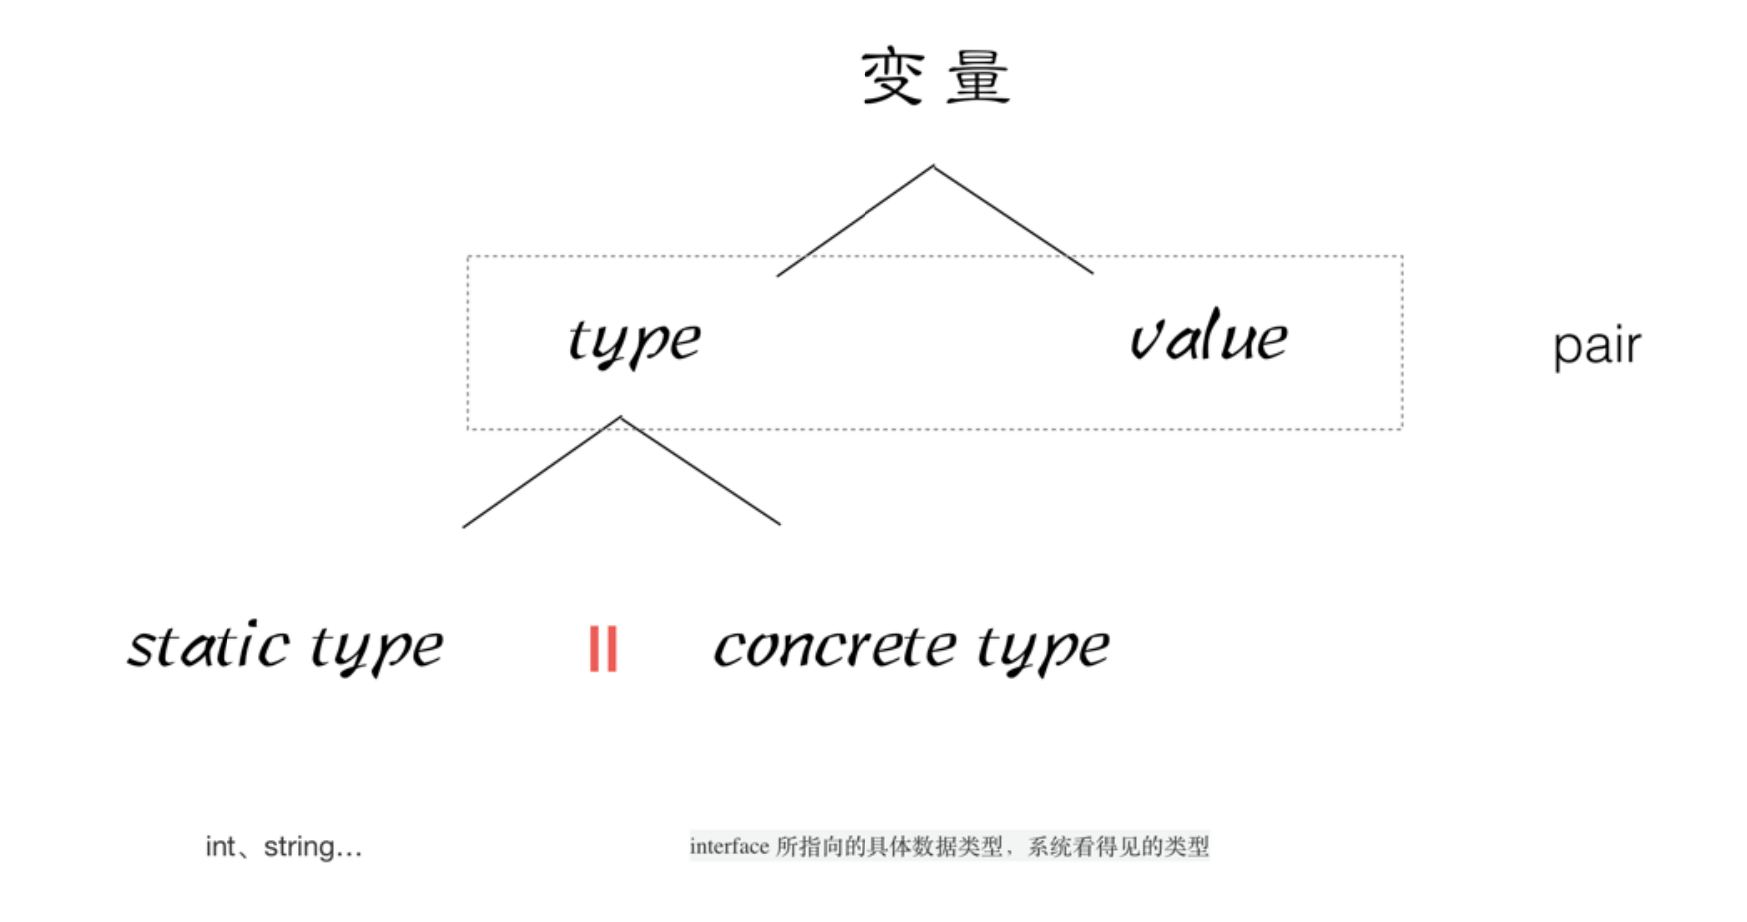 变量
type value pair
static type || concrete type
int、string... interface 所指向的具体数据类型，系统看得见的类型